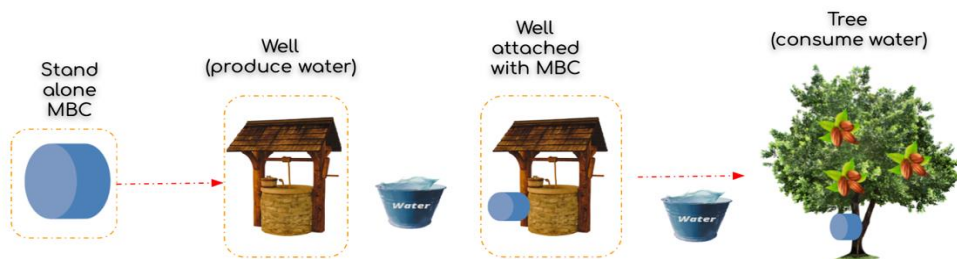 Stand
alone
MBC
Well
(produce water)
Water
Well
attached
with MBC
Water
Tree
(consume water)